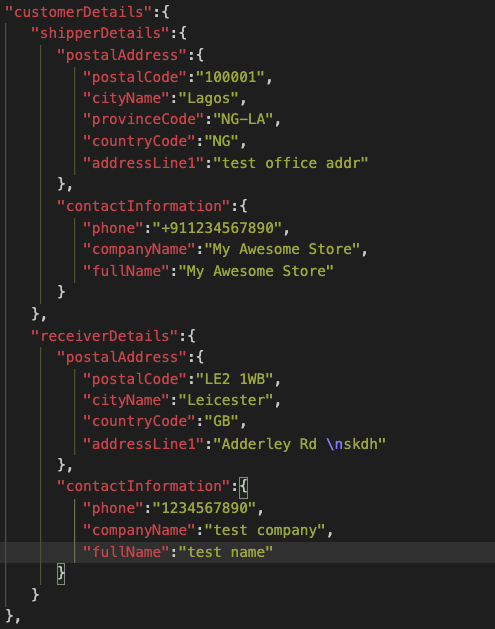 "customerDetails":{
"shipperDetails":{
"postalAddress":{
"postalCode":"100001",
"cityName":"Lagos",
"provinceCode":"NG-LA",
"countryCode":"NG",
"addressLine1":"test office addr"
},
"contactInformation":{
"phone":"+911234567890",
"companyName":"My Awesome Store",
"fullName":"My Awesome Store"
}
},
"receiverDetails":{
"postalAddress":{
"postalCode":"LE2 1WB",
"cityName":"Leicester",
"countryCode":"GB",
"addressLine1":"Adderley Rd \nskdh"
},
"contactInformation":{
"phone":"1234567890",
"companyName":"test company",
"fullName":"test name"
}
}
},